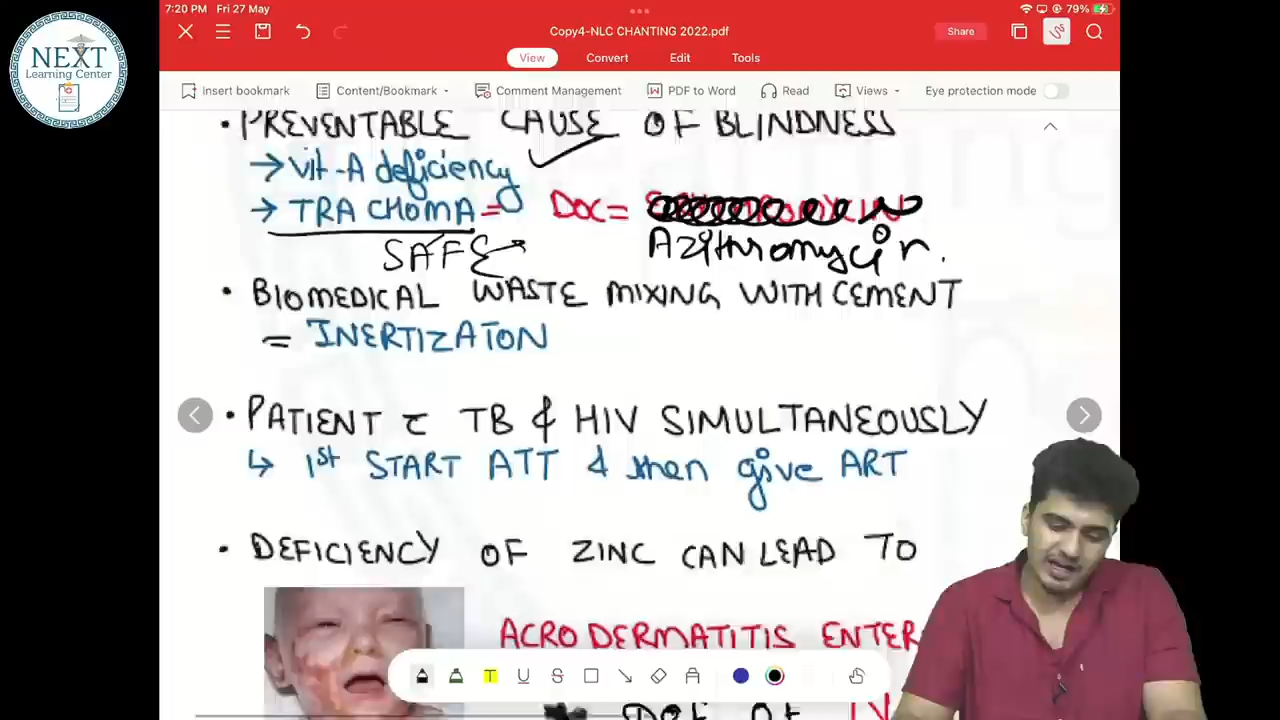 7:20 PM Fri 27 May
79%
NEXT
Learning Center
Copy4-NLC CHANTING 2022.pdf
Share
View Convert Edit Tools
Insert bookmark Content/Bookmark Comment Management PDF to Word Read Views Eye protection mode
• PREVENTABLE CAUSE OF BLINDNESS
→ Vit-A deficiency
→ TRACHOMA = DOC =
SAFE Azithromycin.
• BIOMEDICAL WASTE MIXING WITH CEMENT
= INERTIZATON
• PATIENT c TB & HIV SIMULTANEOUSLY
↳ 1st START ATT & then give ART
• DEFICIENCY OF ZINC CAN LEAD TO
ACRODERMATITIS ENTER
T U S